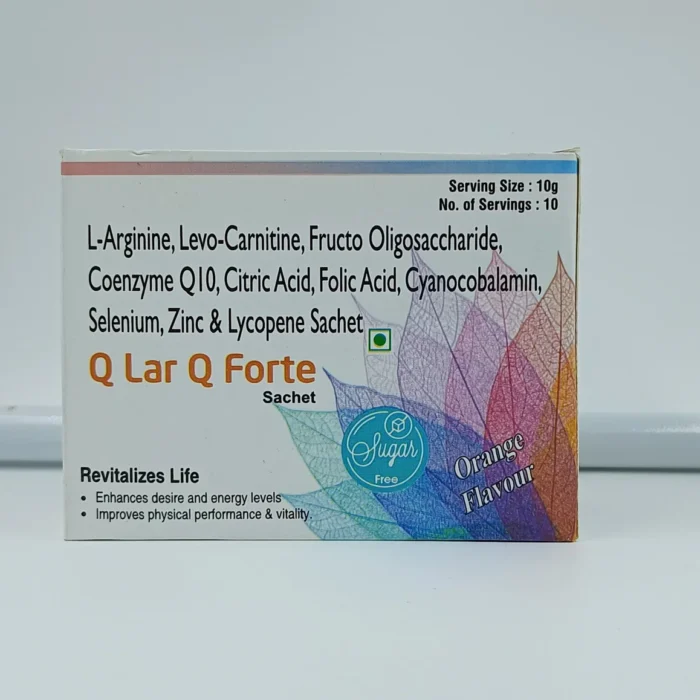 Serving Size : 10g
No. of Servings : 10
L-Arginine, Levo-Carnitine, Fructo Oligosaccharide,
Coenzyme Q10, Citric Acid, Folic Acid, Cyanocobalamin,
Selenium, Zinc & Lycopene Sachet
Q Lar Q Forte
Sachet
Sugar
Free
Orange
Flavour
Revitalizes Life
• Enhances desire and energy levels
• Improves physical performance & vitality.